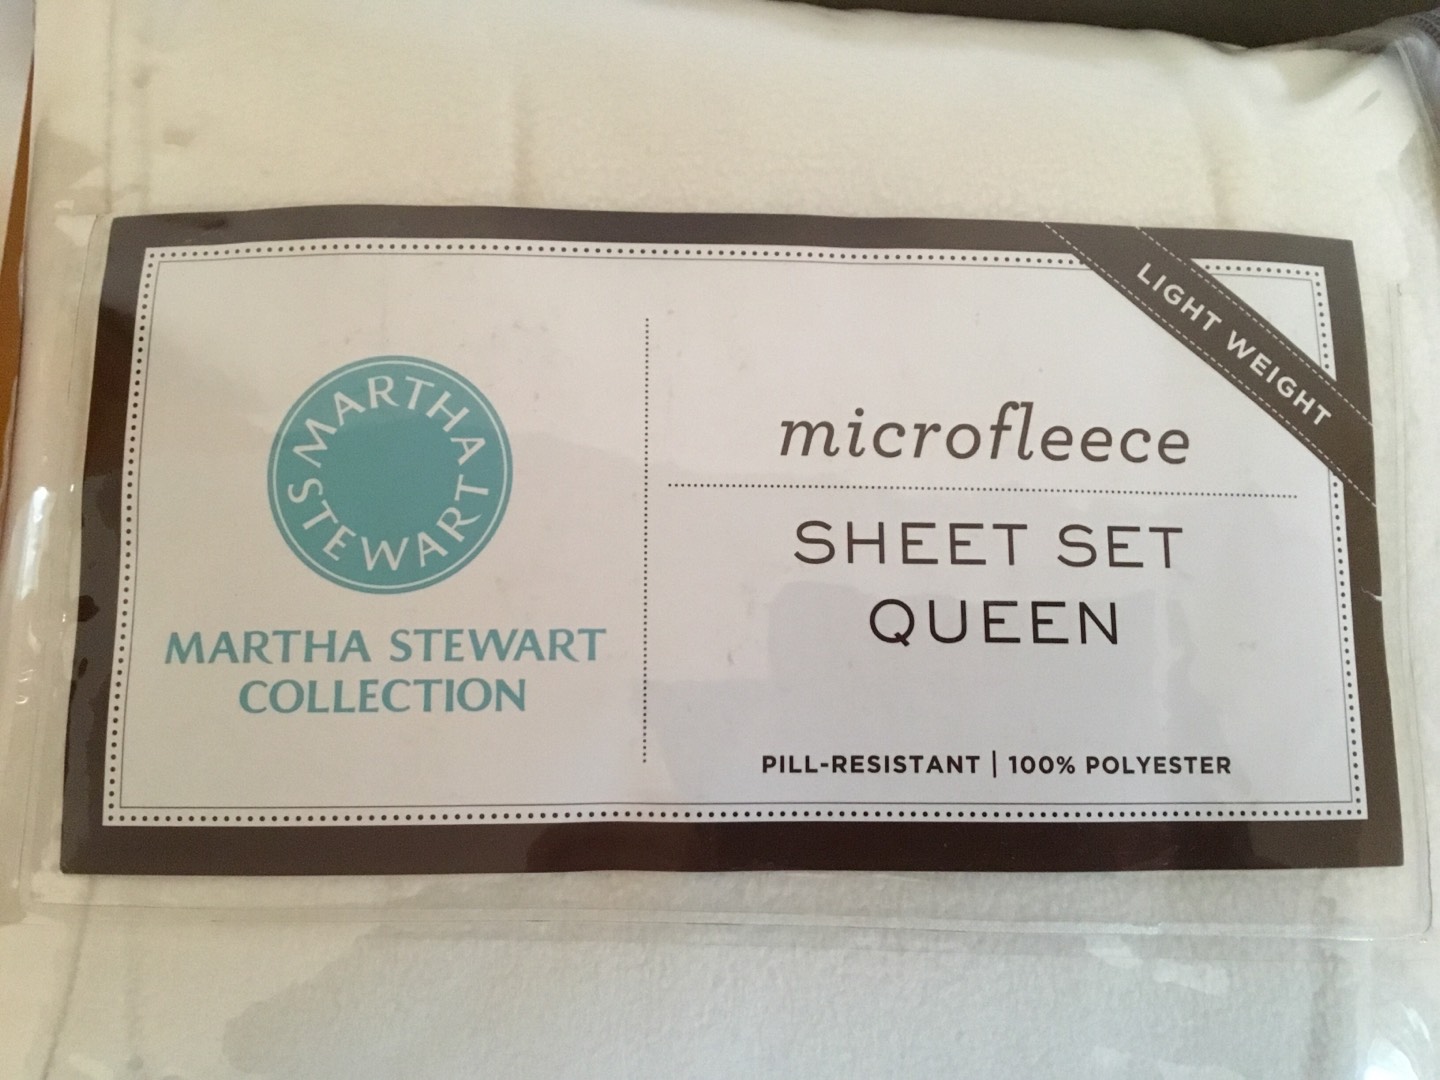 LIGHT WEIGHT
MARTHA
STEWART
MARTHA STEWART
COLLECTION
microfleece
SHEET SET
QUEEN
PILL-RESISTANT | 100% POLYESTER